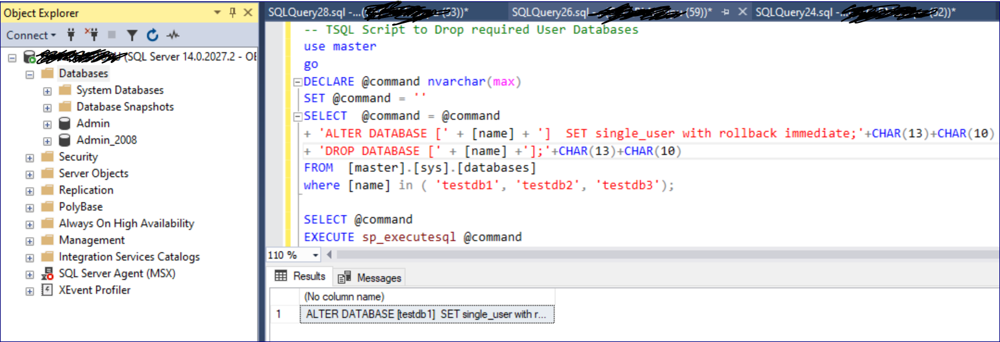 Object Explorer
Connect
(SQL Server 14.0.2027.2 - OE
Databases
System Databases
Database Snapshots
Admin
Admin_2008
Security
Server Objects
Replication
PolyBase
Always On High Availability
Management
Integration Services Catalogs
SQL Server Agent (MSX)
XEvent Profiler
SQLQuery28.sql -...( (53))*
SQLQuery26.sql - (59))*
SQLQuery24.sql -... (52))*
-- TSQL Script to Drop required User Databases
use master
go
DECLARE @command nvarchar(max)
SET @command = ''
SELECT  @command = @command
+ 'ALTER DATABASE [' + [name] + ']  SET single_user with rollback immediate;'+CHAR(13)+CHAR(10)
+ 'DROP DATABASE [' + [name] +'];'+CHAR(13)+CHAR(10)
FROM  [master].[sys].[databases]
where [name] in ( 'testdb1', 'testdb2', 'testdb3');
SELECT @command
EXECUTE sp_executesql @command
110 %
Results
Messages
(No column name)
1 ALTER DATABASE [testdb1]  SET single_user with r...